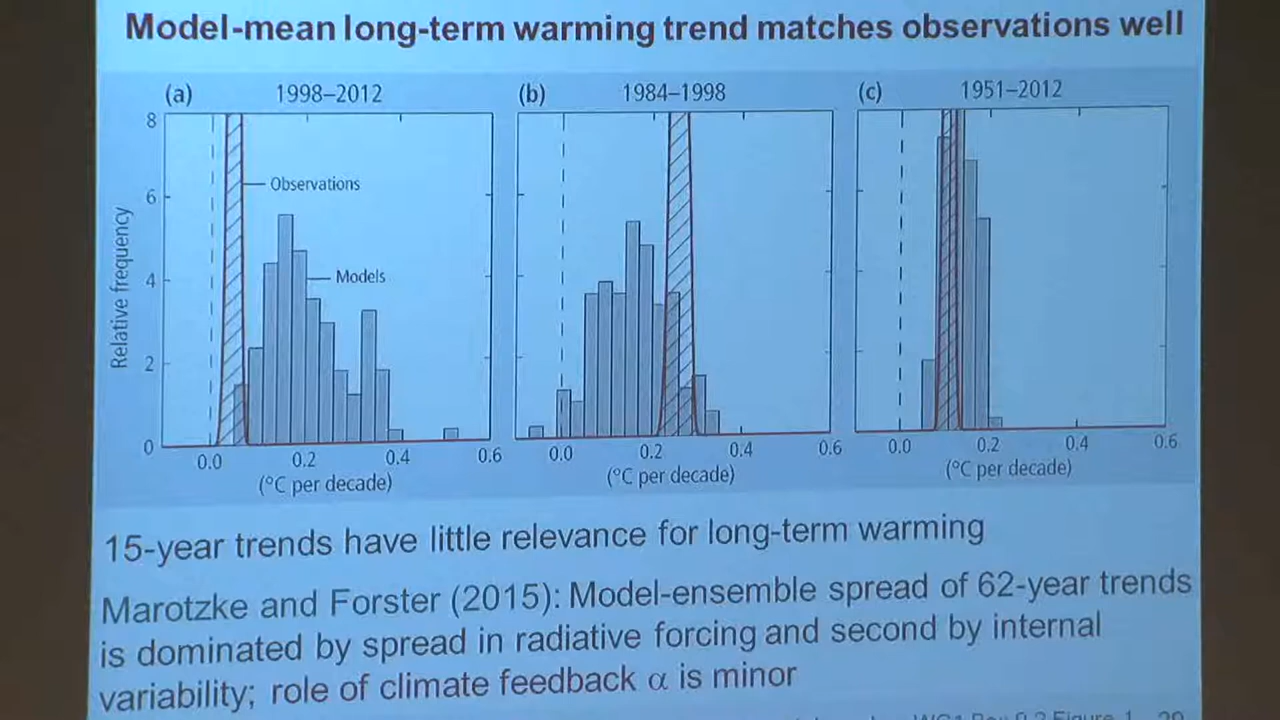 Model-mean long-term warming trend matches observations well
(a) 1998–2012 (b) 1984–1998 (c) 1951–2012
8
6
4
2
0
Relative frequency
Observations
Models
0.0 0.2 0.4 0.6 0.0 0.2 0.4 0.6 0.0 0.2 0.4 0.6
(°C per decade) (°C per decade) (°C per decade)
15-year trends have little relevance for long-term warming
Marotzke and Forster (2015): Model-ensemble spread of 62-year trends
is dominated by spread in radiative forcing and second by internal
variability; role of climate feedback α is minor